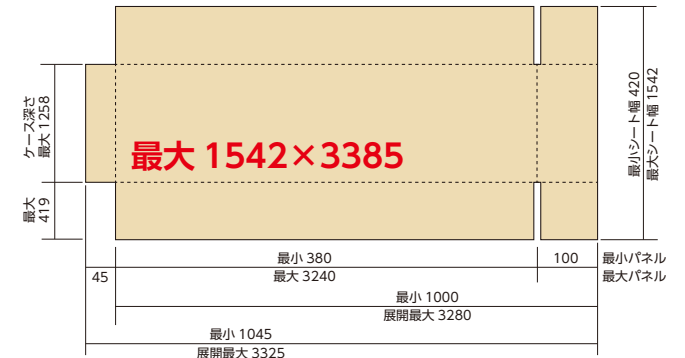 ケース深さ
最大 1258
最大
419
最大 1542×3385
最小シート幅 420
最大シート幅 1542
最小 380
100
最小パネル
45
最大 3240
最大パネル
最小 1000
展開最大 3280
最小 1045
展開最大 3325